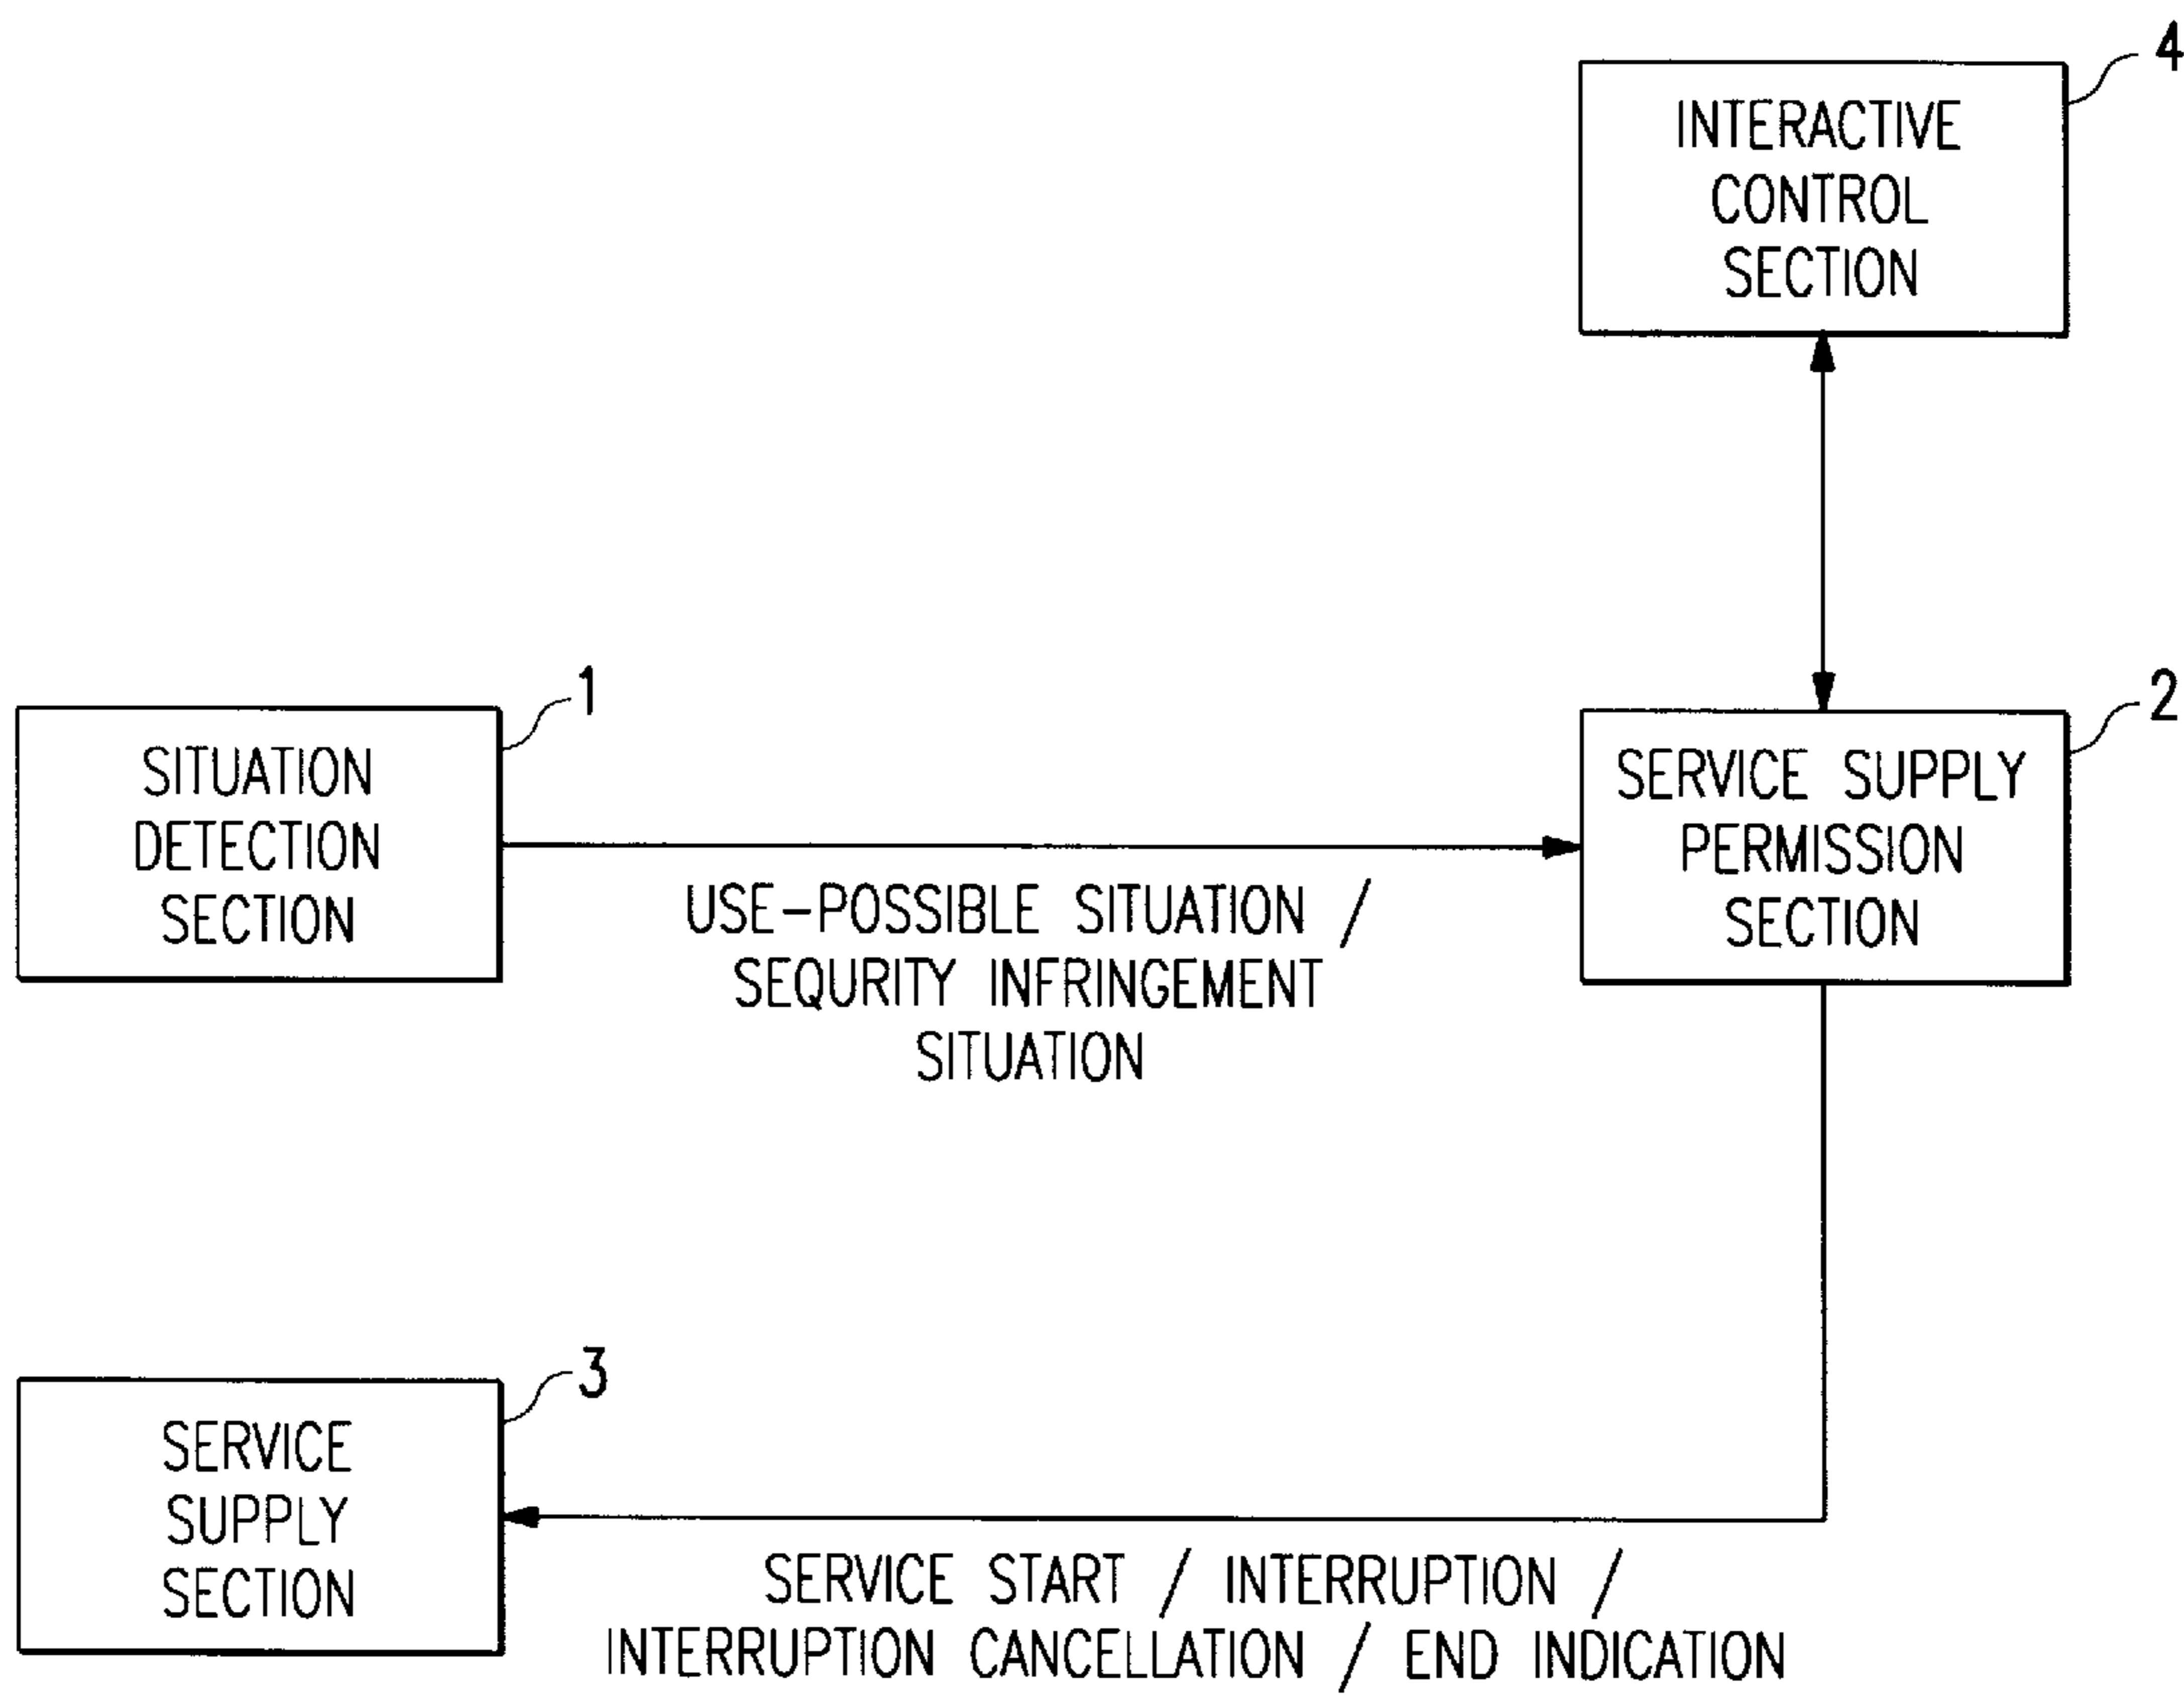 4
INTERACTIVE
CONTROL
SECTION
1
SITUATION
DETECTION
SECTION
2
SERVICE SUPPLY
PERMISSION
SECTION
USE-POSSIBLE SITUATION /
SEQURITY INFRINGEMENT
SITUATION
3
SERVICE
SUPPLY
SECTION
SERVICE START / INTERRUPTION /
INTERRUPTION CANCELLATION / END INDICATION